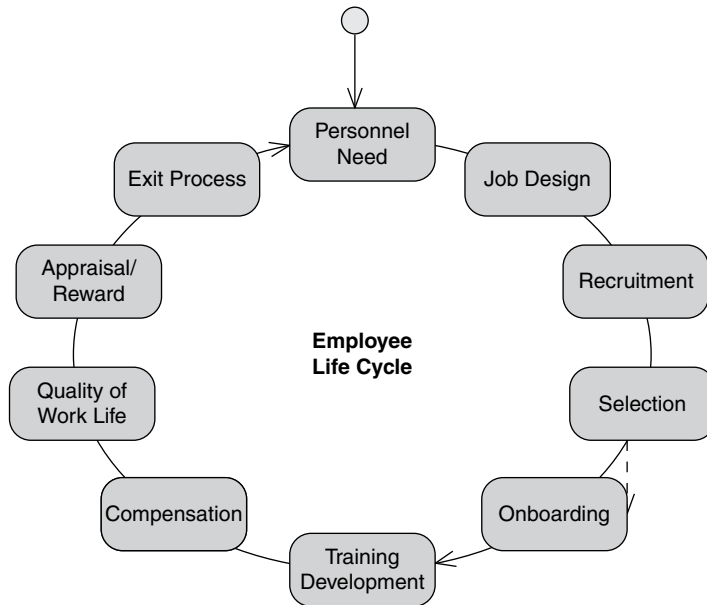 Personnel
Need
Job Design
Recruitment
Selection
Onboarding
Training
Development
Compensation
Quality of
Work Life
Appraisal/
Reward
Exit Process
Employee
Life Cycle